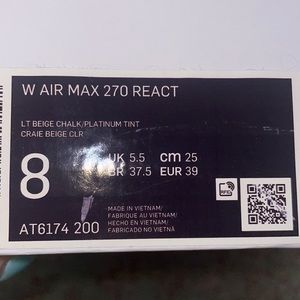 W AIR MAX 270 REACT
LT BEIGE CHALK/PLATINUM TINT
CRAIE BEIGE CLR
8
UK 5.5 cm 25
BR 37.5 EUR 39
MADE IN VIETNAM/
FABRIQUE AU VIETNAM/
HECHO EN VIETNAM/
FABRICADO NO VIETNÃ
AT6174 200